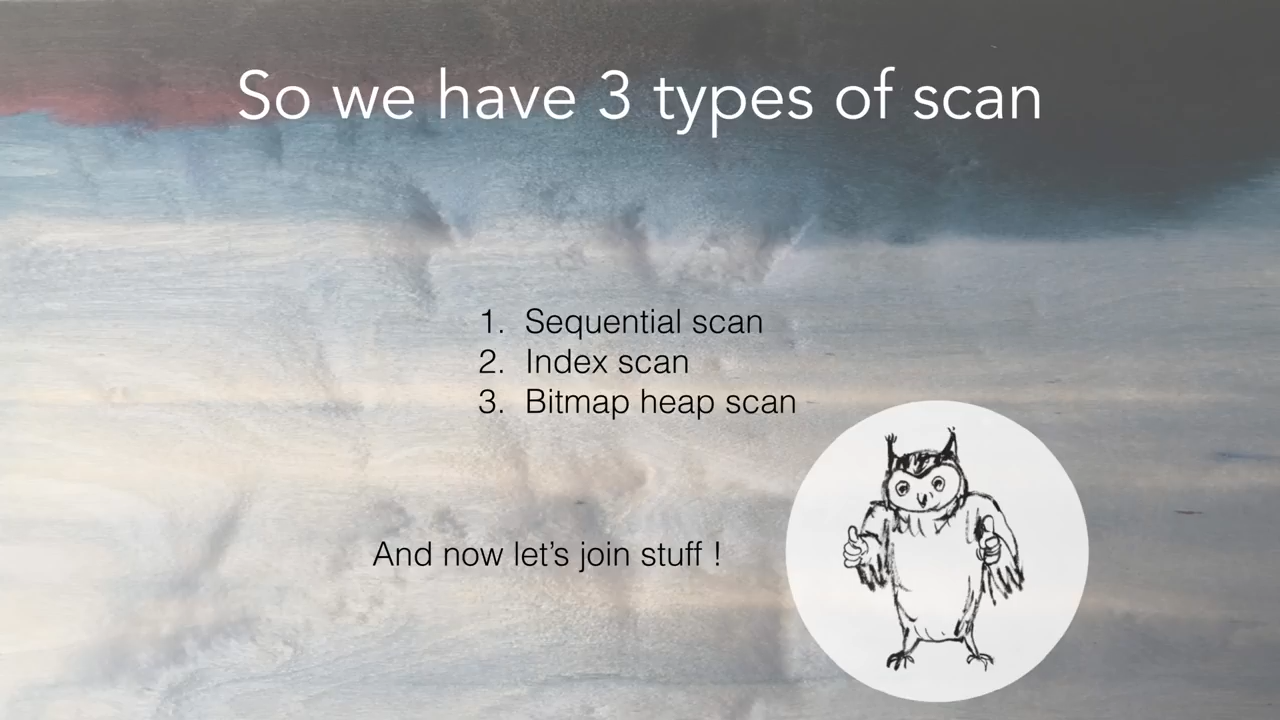 So we have 3 types of scan
1. Sequential scan
2. Index scan
3. Bitmap heap scan
And now let’s join stuff !